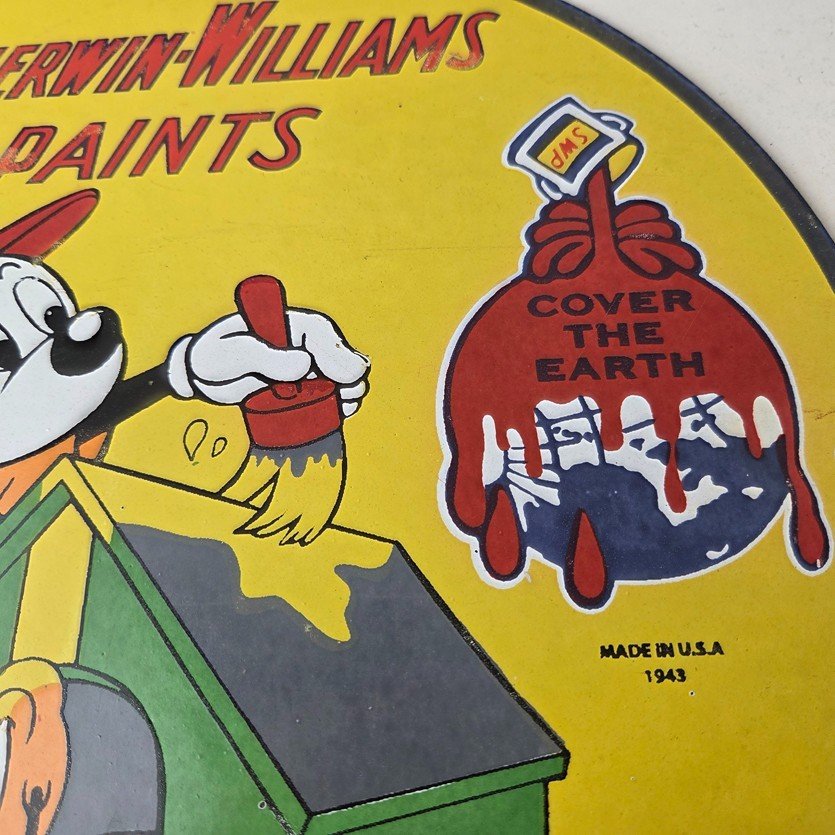 ERWIN-WILLIAMS
PAINTS
SWP
COVER
THE
EARTH
MADE IN U.S.A
1943